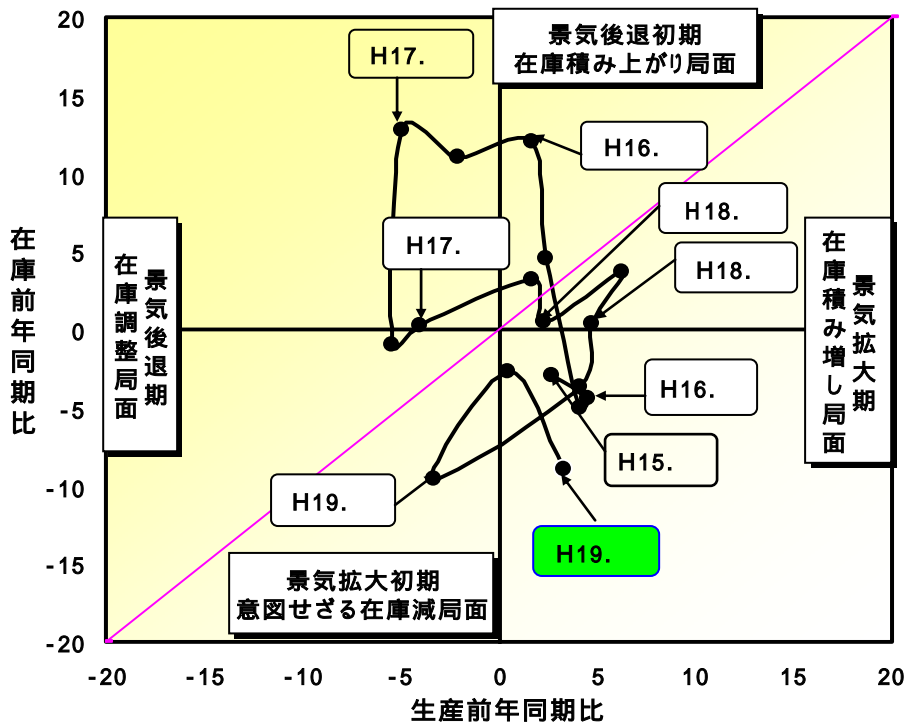 20
15
10
5
0
-5
-10
-15
-20
-20
-15
-10
-5
0
5
10
15
20
在庫前年同期比
生産前年同期比
景気後退初期
在庫積み上がり局面
景気後退期
在庫調整局面
景気拡大期
在庫積み増し局面
景気拡大初期
意図せざる在庫減局面
H17.
H16.
H18.
H17.
H18.
H16.
H15.
H19.
H19.